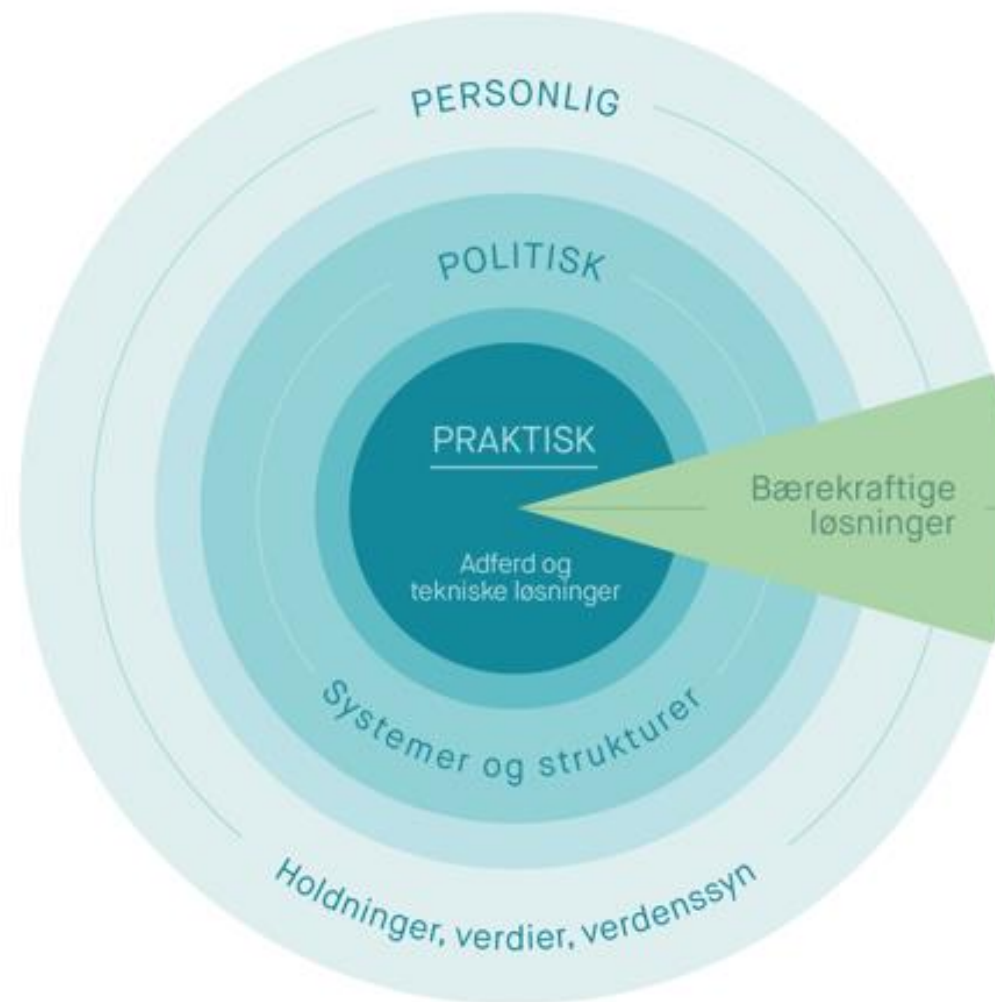 PERSONLIG
POLITISK
PRAKTISK
Bærekraftige
løsninger
Adferd og
tekniske løsninger
Systemer og strukturer
Holdninger, verdier, verdenssyn